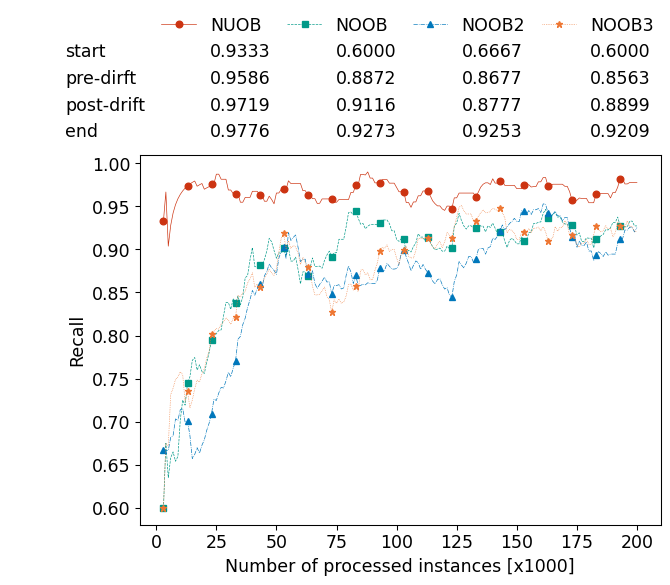 NUOB NOOB NOOB2 NOOB3
start 0.9333 0.6000 0.6667 0.6000
pre-dirft 0.9586 0.8872 0.8677 0.8563
post-drift 0.9719 0.9116 0.8777 0.8899
end 0.9776 0.9273 0.9253 0.9209
1.00
0.95
0.90
0.85
0.80
0.75
0.70
0.65
0.60
Recall
0 25 50 75 100 125 150 175 200
Number of processed instances [x1000]